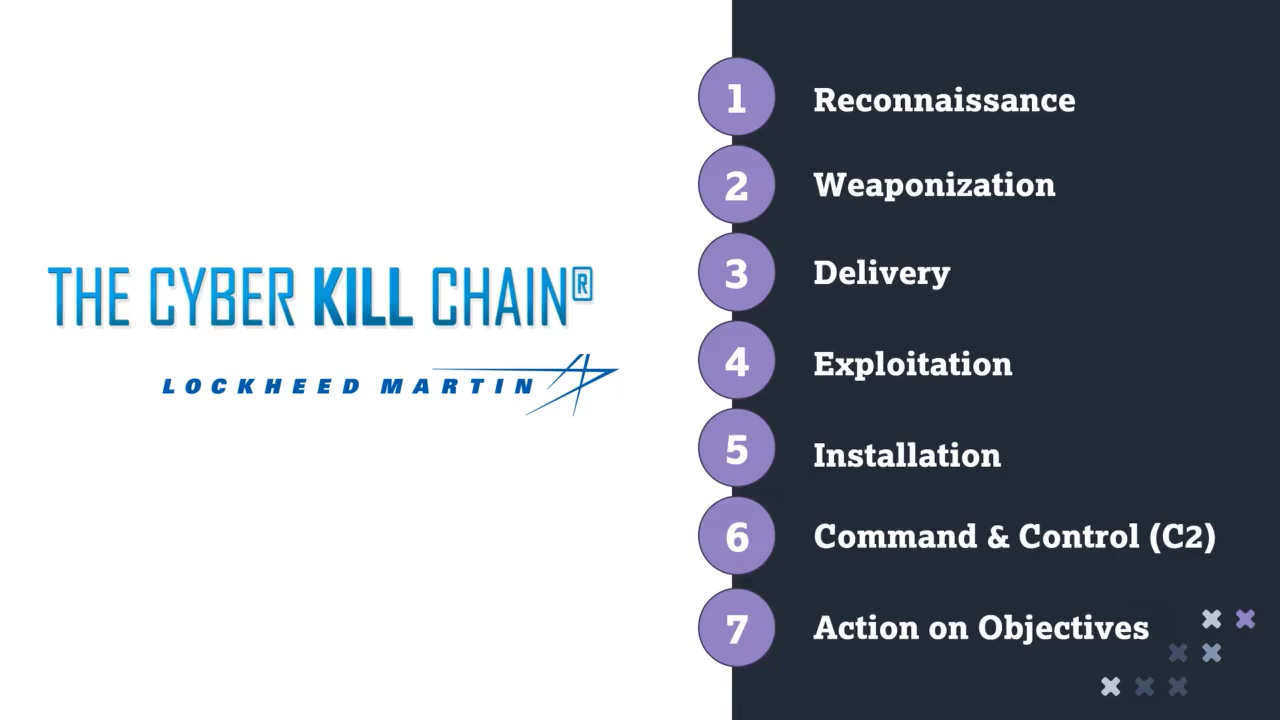 THE CYBER KILL CHAIN®
LOCKHEED MARTIN
1 Reconnaissance
2 Weaponization
3 Delivery
4 Exploitation
5 Installation
6 Command & Control (C2)
7 Action on Objectives